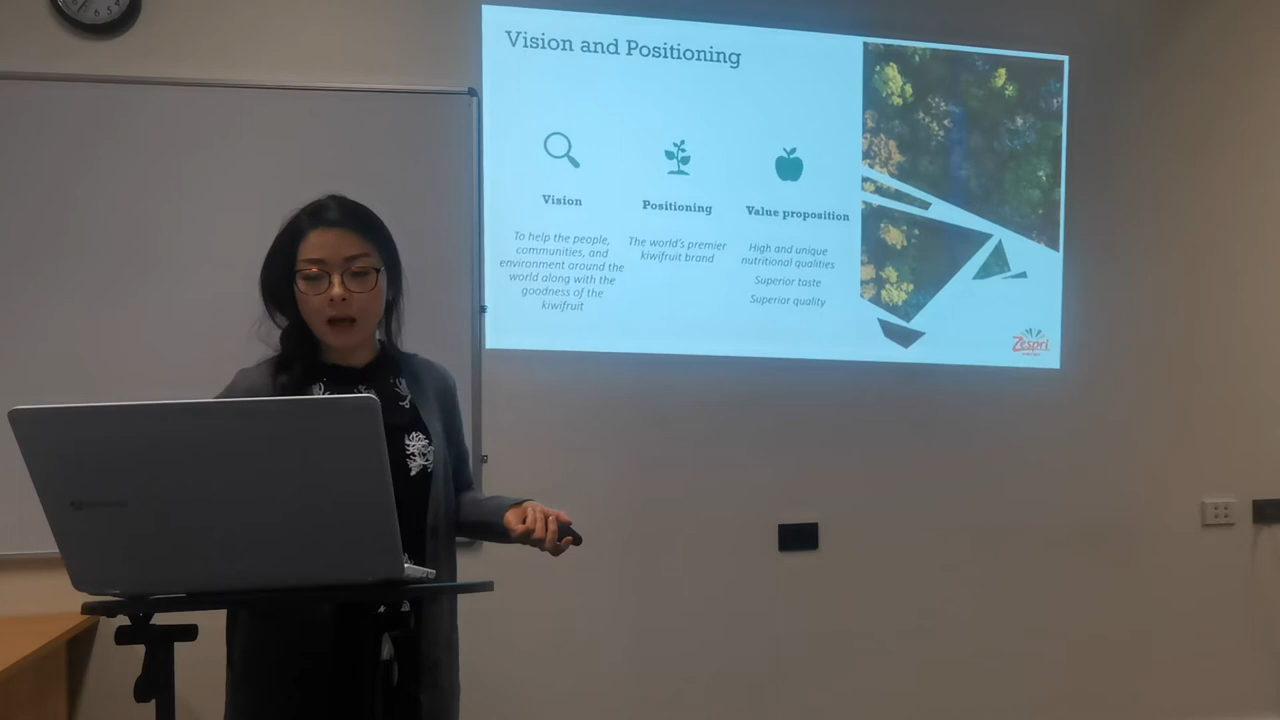 Vision and Positioning
Vision
To help the people,
communities, and
environment around the
world along with the
goodness of the
kiwifruit
Positioning
The world's premier
kiwifruit brand
Value proposition
High and unique
nutritional qualities
Superior taste
Superior quality
Zespri